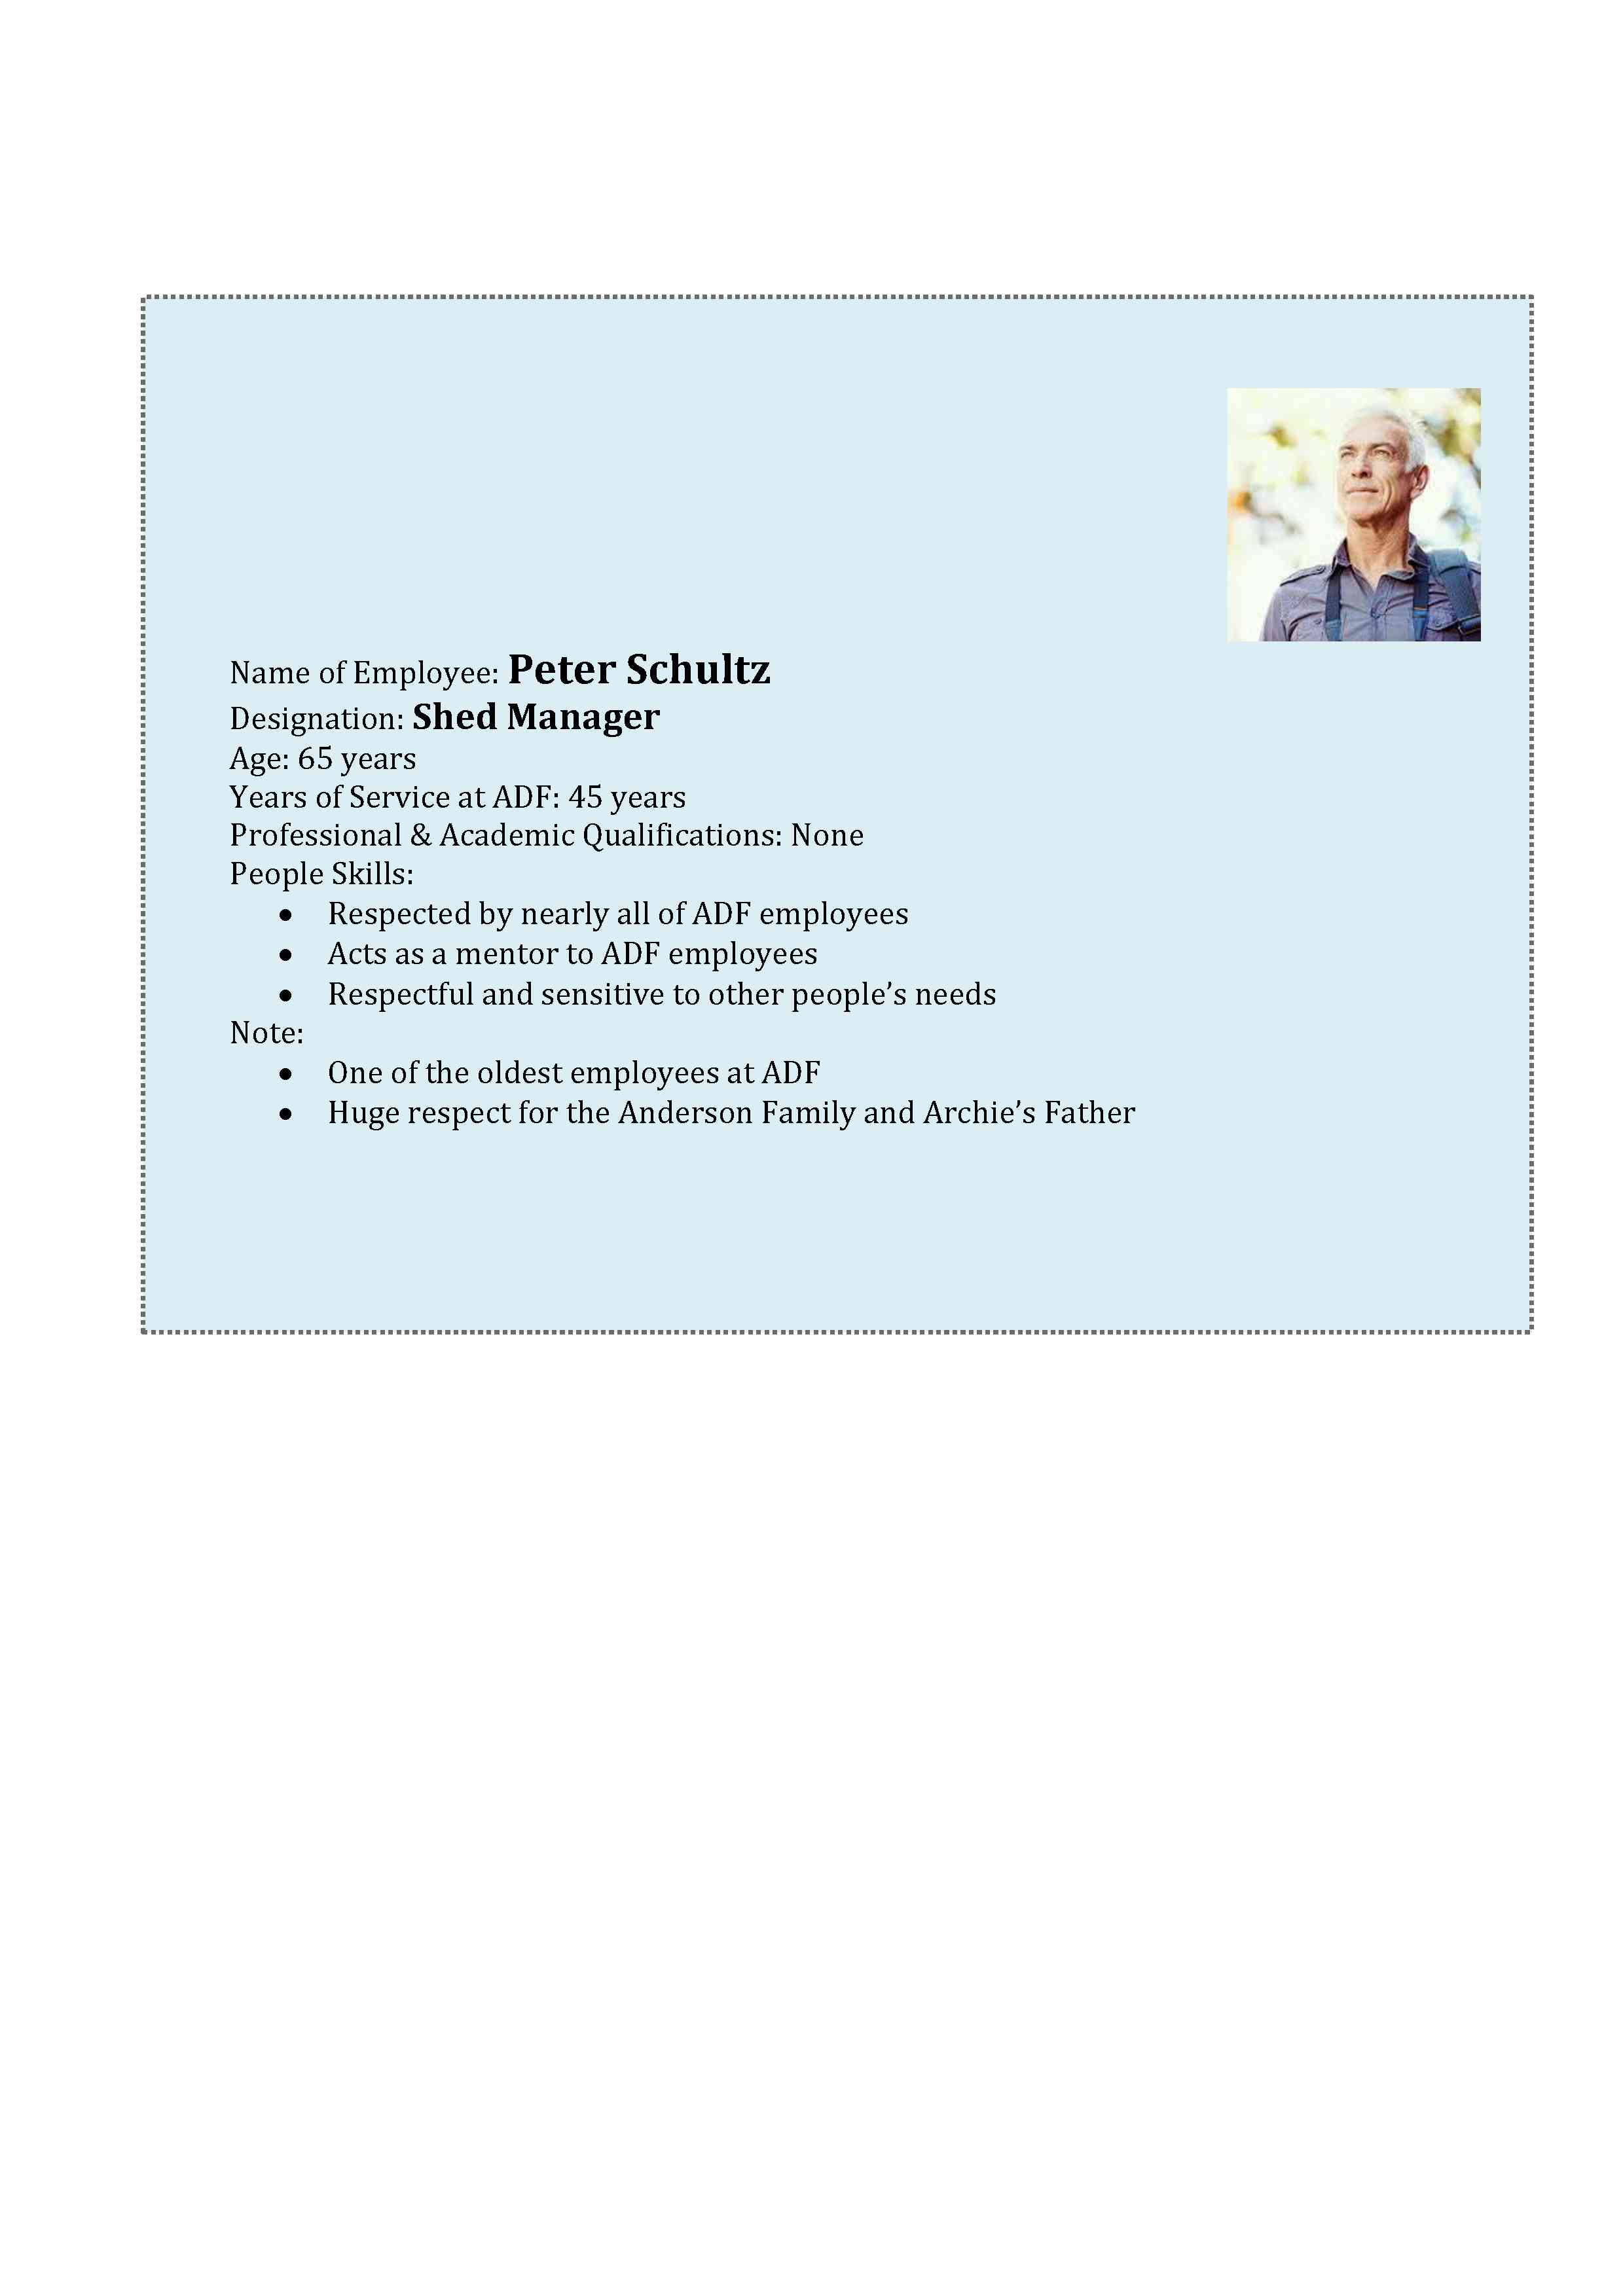 Name of Employee: Peter Schultz
Designation: Shed Manager
Age: 65 years
Years of Service at ADF: 45 years
Professional & Academic Qualifications: None
People Skills:
• Respected by nearly all of ADF employees
• Acts as a mentor to ADF employees
• Respectful and sensitive to other people’s needs
Note:
• One of the oldest employees at ADF
• Huge respect for the Anderson Family and Archie’s Father